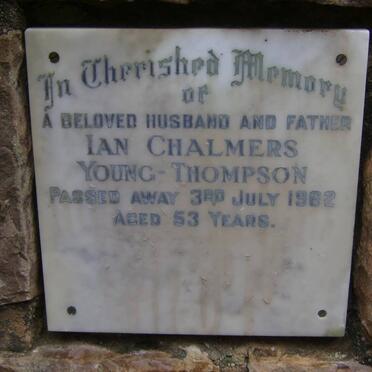 In Cherished Memory
of
A BELOVED HUSBAND AND FATHER
IAN CHALMERS
YOUNG-THOMPSON
PASSED AWAY 3RD JULY 1962
AGED 53 YEARS.